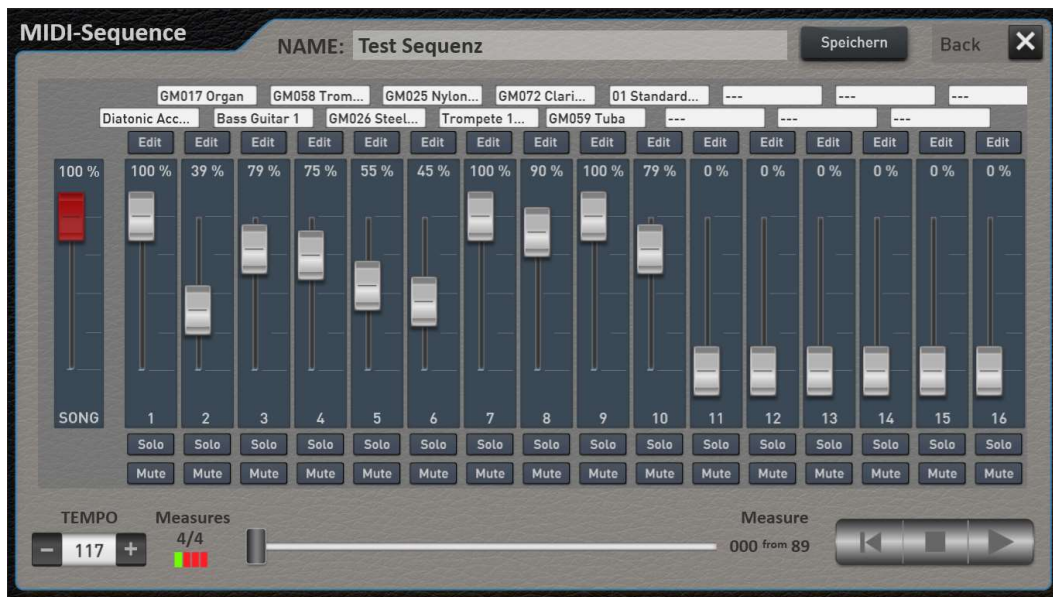 MIDI-Sequence
NAME: Test Sequenz
Speichern
Back
GM017 Organ GM058 Trom... GM025 Nylon... GM072 Clari... 01 Standard... --- --- ---
Diatonic Acc... Bass Guitar 1 GM026 Steel... Trompete 1... GM059 Tuba --- --- ---
Edit Edit Edit Edit Edit Edit Edit Edit Edit Edit Edit Edit Edit Edit Edit Edit
100 % 100 % 39 % 79 % 75 % 55 % 45 % 100 % 90 % 100 % 79 % 0 % 0 % 0 % 0 % 0 % 0 %
SONG 1 2 3 4 5 6 7 8 9 10 11 12 13 14 15 16
Solo Solo Solo Solo Solo Solo Solo Solo Solo Solo Solo Solo Solo Solo Solo Solo
Mute Mute Mute Mute Mute Mute Mute Mute Mute Mute Mute Mute Mute Mute Mute Mute
TEMPO Measures Measure
- 117 + 4/4 000 from 89